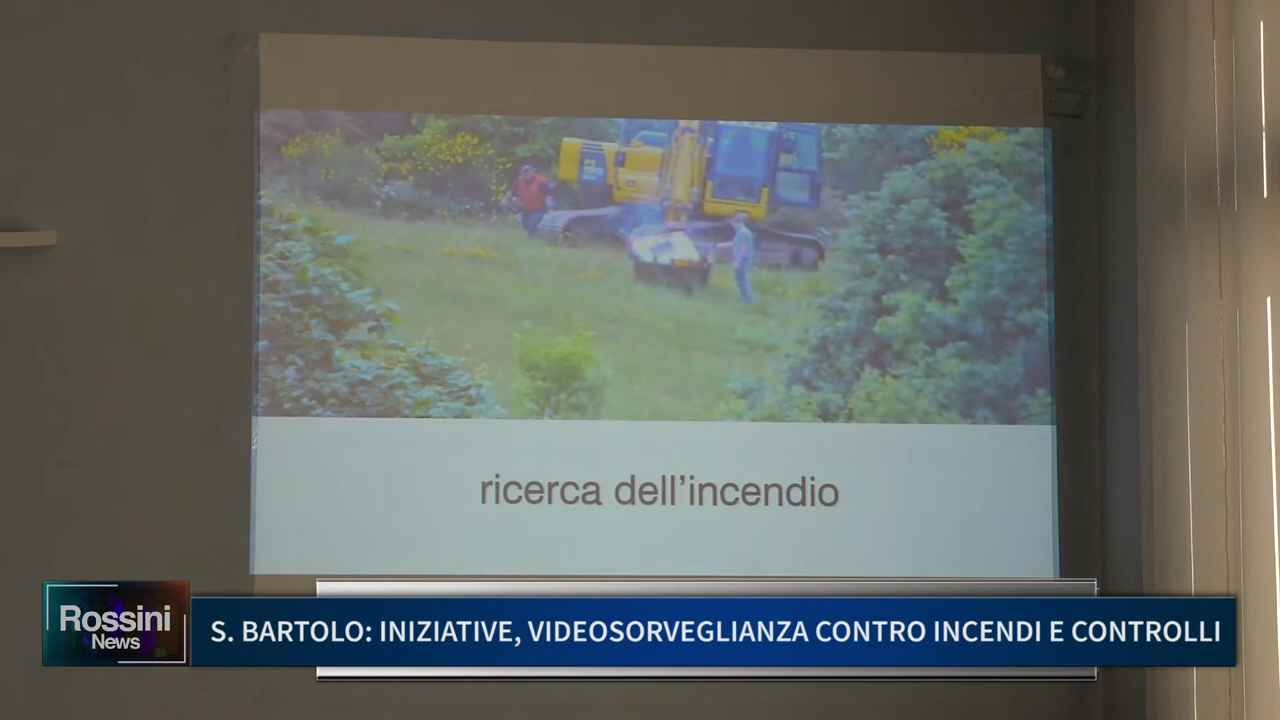 ricerca dell’incendio
Rossini
News
S. BARTOLO: INIZIATIVE, VIDEOSORVEGLIANZA CONTRO INCENDI E CONTROLLI